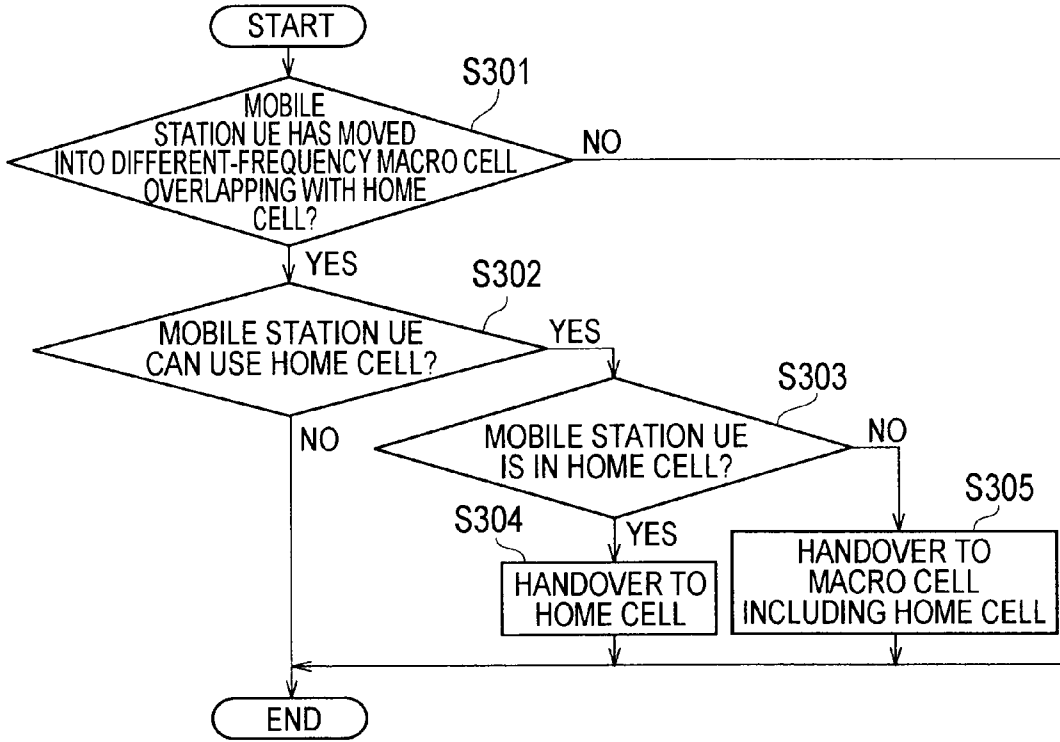 START
S301
MOBILE
STATION UE HAS MOVED
INTO DIFFERENT-FREQUENCY MACRO CELL
OVERLAPPING WITH HOME
CELL?
NO
YES
S302
MOBILE STATION UE
CAN USE HOME CELL?
YES
NO
S303
MOBILE STATION UE
IS IN HOME CELL?
NO
YES
S304
HANDOVER TO
HOME CELL
S305
HANDOVER TO
MACRO CELL
INCLUDING HOME CELL
END